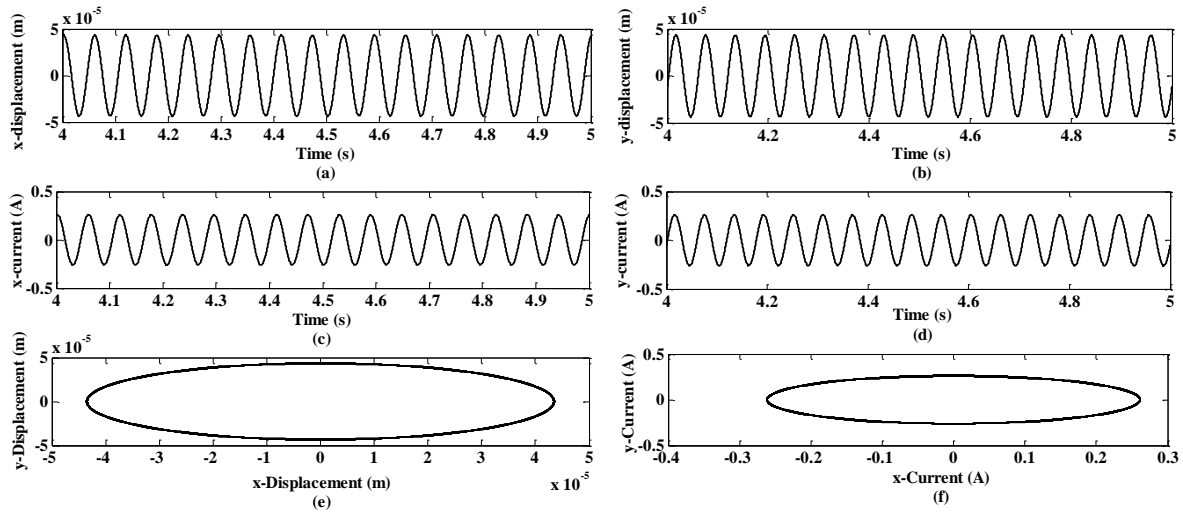 x 10^-5
5
0
-5
x-displacement (m)
4 4.1 4.2 4.3 4.4 4.5 4.6 4.7 4.8 4.9 5
Time (s)
(a)
x 10^-5
5
0
-5
y-displacement (m)
4 4.2 4.4 4.6 4.8 5
Time (s)
(b)
0.5
0
-0.5
x-current (A)
4 4.1 4.2 4.3 4.4 4.5 4.6 4.7 4.8 4.9 5
Time (s)
(c)
0.5
0
-0.5
y-current (A)
4 4.2 4.4 4.6 4.8 5
Time (s)
(d)
x 10^-5
5
0
-5
y-Displacement (m)
-5 -4 -3 -2 -1 0 1 2 3 4 5
x 10^-5
x-Displacement (m)
(e)
0.5
0
-0.5
y-Current (A)
-0.4 -0.3 -0.2 -0.1 0 0.1 0.2 0.3
x-Current (A)
(f)